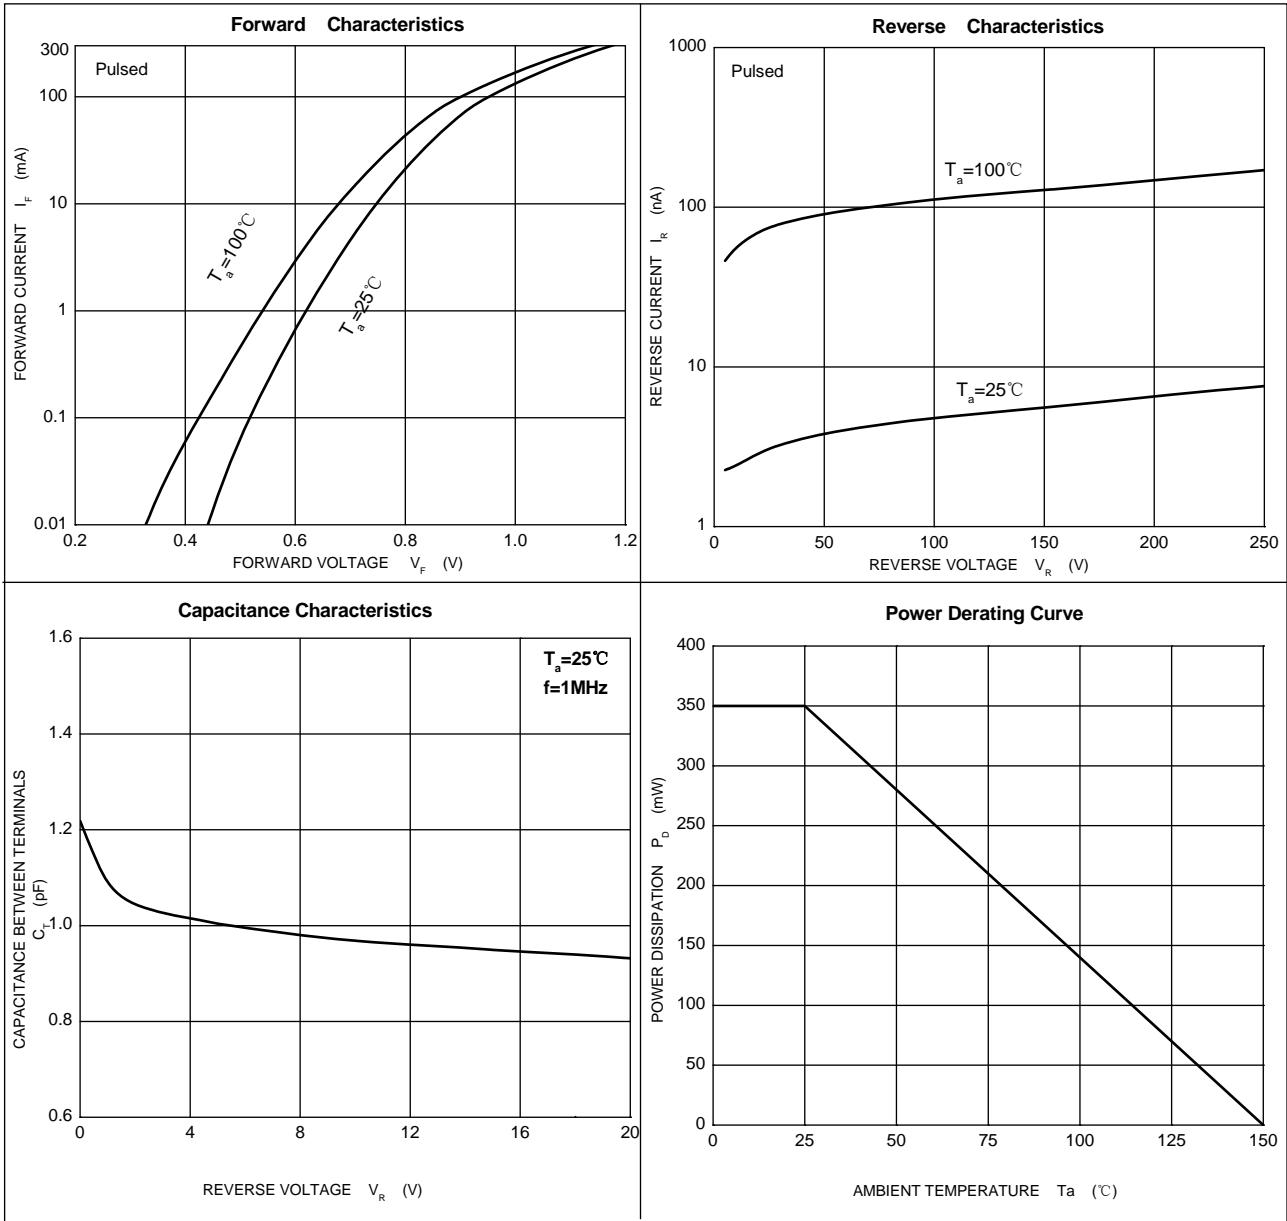 Forward Characteristics
Pulsed
300
100
10
1
0.1
0.01
FORWARD CURRENT I_F (mA)
T_a=100℃
T_a=25℃
0.2 0.4 0.6 0.8 1.0 1.2
FORWARD VOLTAGE V_F (V)
Reverse Characteristics
Pulsed
1000
100
10
1
REVERSE CURRENT I_R (nA)
T_a=100℃
T_a=25℃
0 50 100 150 200 250
REVERSE VOLTAGE V_R (V)
Capacitance Characteristics
T_a=25℃
f=1MHz
1.6
1.4
1.2
1.0
0.8
0.6
CAPACITANCE BETWEEN TERMINALS
C_T (pF)
0 4 8 12 16 20
REVERSE VOLTAGE V_R (V)
Power Derating Curve
400
350
300
250
200
150
100
50
0
POWER DISSIPATION P_D (mW)
0 25 50 75 100 125 150
AMBIENT TEMPERATURE Ta (℃)